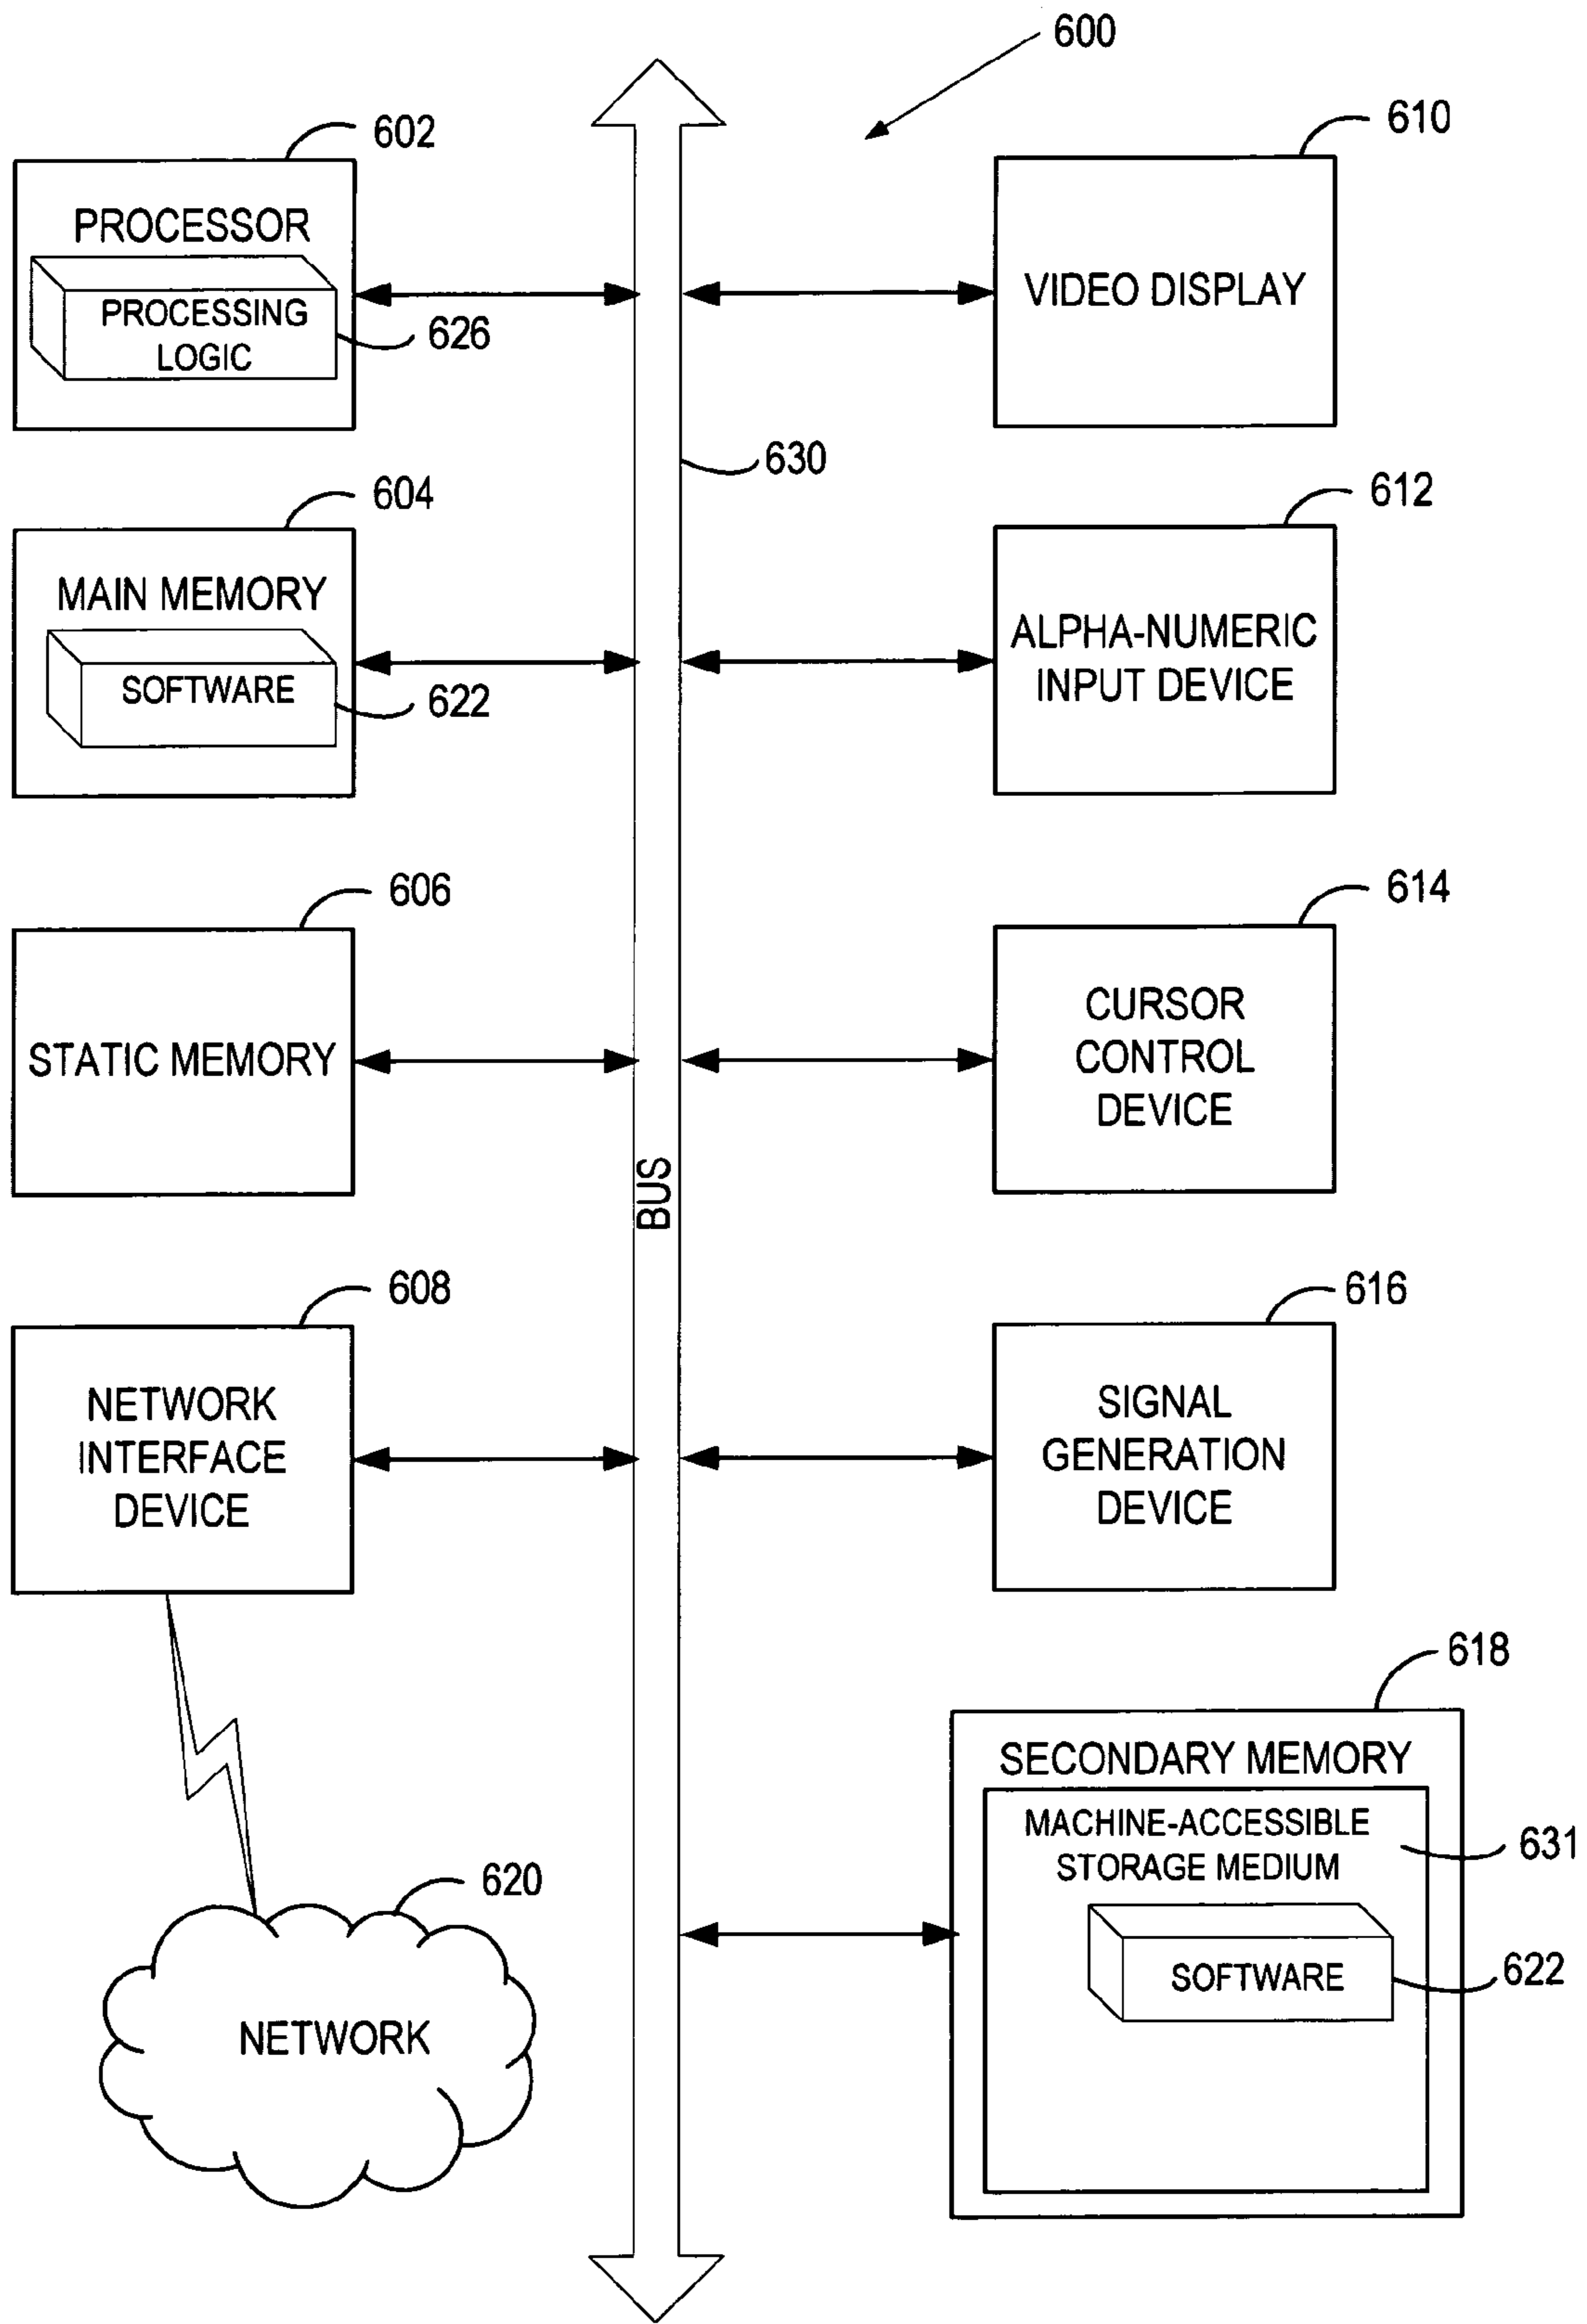 600
602
PROCESSOR
PROCESSING
LOGIC
626
610
VIDEO DISPLAY
630
604
MAIN MEMORY
SOFTWARE
622
612
ALPHA-NUMERIC
INPUT DEVICE
606
STATIC MEMORY
614
CURSOR
CONTROL
DEVICE
BUS
608
NETWORK
INTERFACE
DEVICE
616
SIGNAL
GENERATION
DEVICE
618
SECONDARY MEMORY
MACHINE-ACCESSIBLE
STORAGE MEDIUM
631
SOFTWARE
622
620
NETWORK